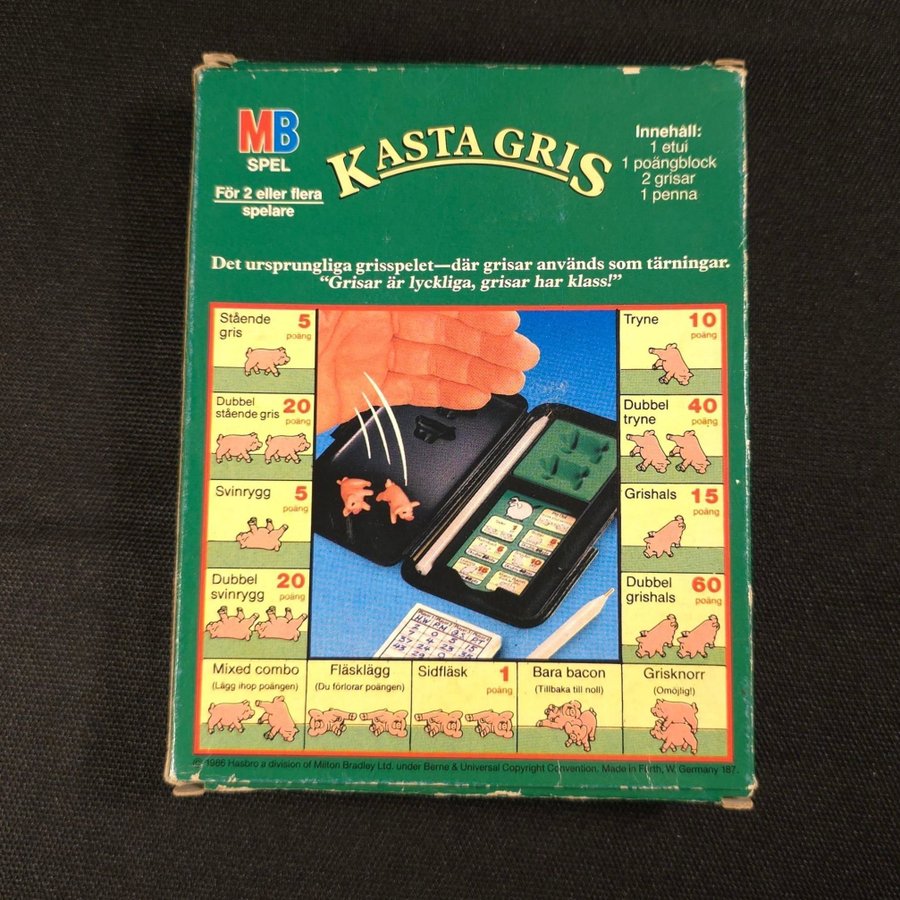 MB
SPEL
För 2 eller flera
spelare
KASTA GRIS
Innehåll:
1 etui
1 poängblock
2 grisar
1 penna
Det ursprungliga grisspelet—där grisar används som tärningar.
“Grisar är lyckliga, grisar har klass!”
Stående
gris
5
poäng
Dubbel
stående gris
20
poäng
Svinrygg
5
poäng
Dubbel
svinrygg
20
poäng
Tryne
10
poäng
Dubbel
tryne
40
poäng
Grishals
15
poäng
Dubbel
grishals
60
poäng
Mixed combo
(Lägg ihop poängen)
Fläsklägg
(Du förlorar poängen)
Sidfläsk
1
poäng
Bara bacon
(Tillbaka till noll)
Grisknorr
(Omöjlig!)
© 1986 Hasbro a division of Milton Bradley Ltd. under Berne & Universal Copyright Convention. Made in Fürth, W. Germany 187.